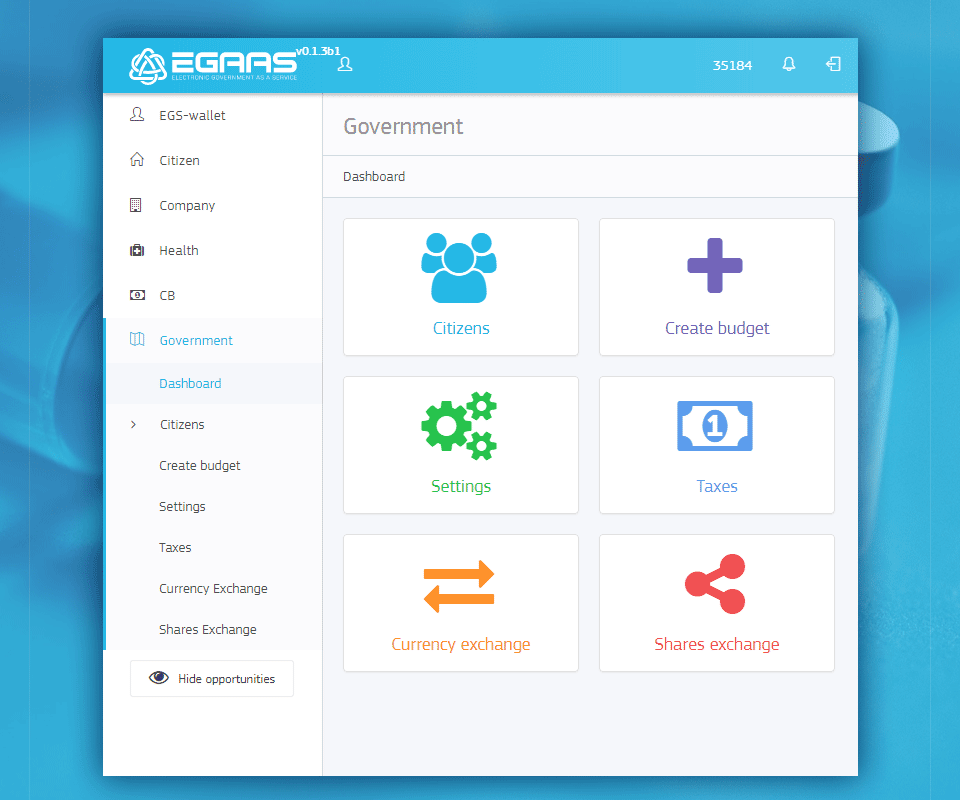 EGAAS v0.1.3b1
ELECTRONIC GOVERNMENT AS A SERVICE
35184
EGS-wallet
Citizen
Company
Health
CB
Government
Dashboard
Citizens
Create budget
Settings
Taxes
Currency Exchange
Shares Exchange
Hide opportunities
Government
Dashboard
Citizens
Create budget
Settings
1
Taxes
Currency exchange
Shares exchange